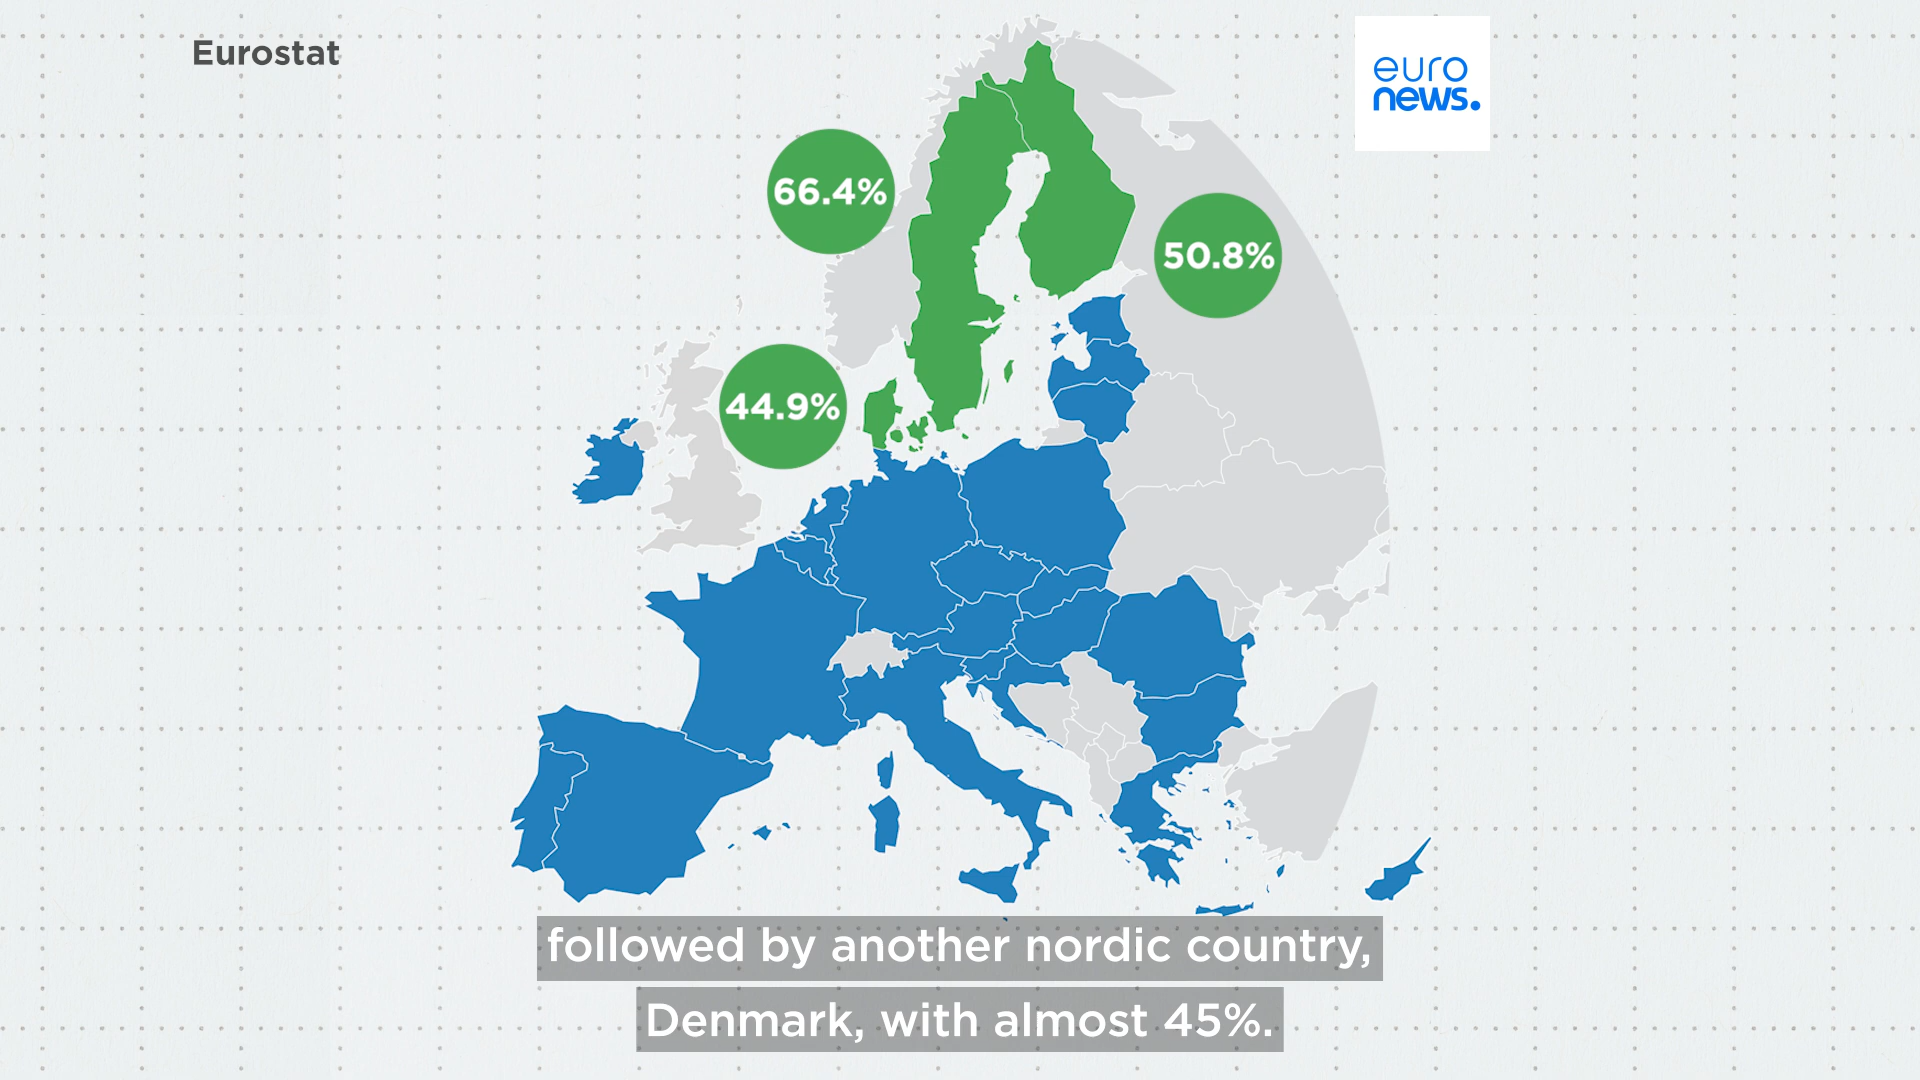 Eurostat
euro
news.
66.4%
50.8%
44.9%
followed by another nordic country,
Denmark, with almost 45%.